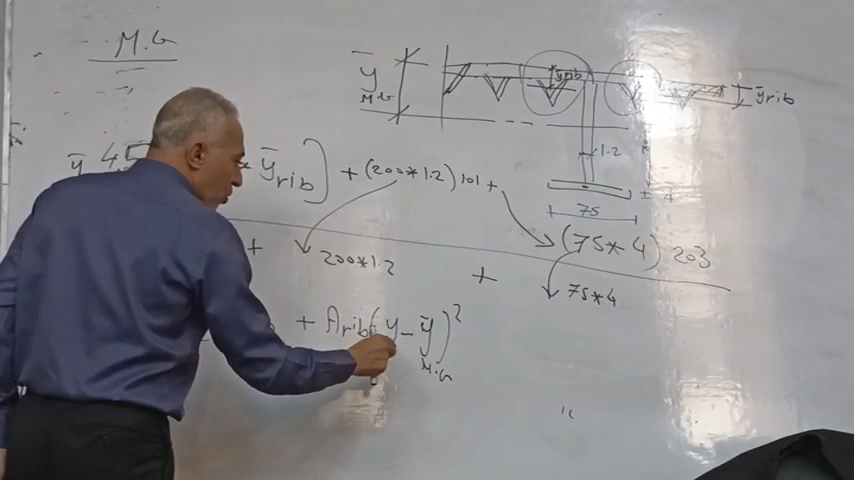 M.G
ȳ M.G
yrib
ȳrib
1.2
75
4
ȳ 45
* ȳrib] + (200*1.2) 101 + (75*4) 203
+ 200*1.2 + 75*4
+ Arib(y - ȳ M.G)²